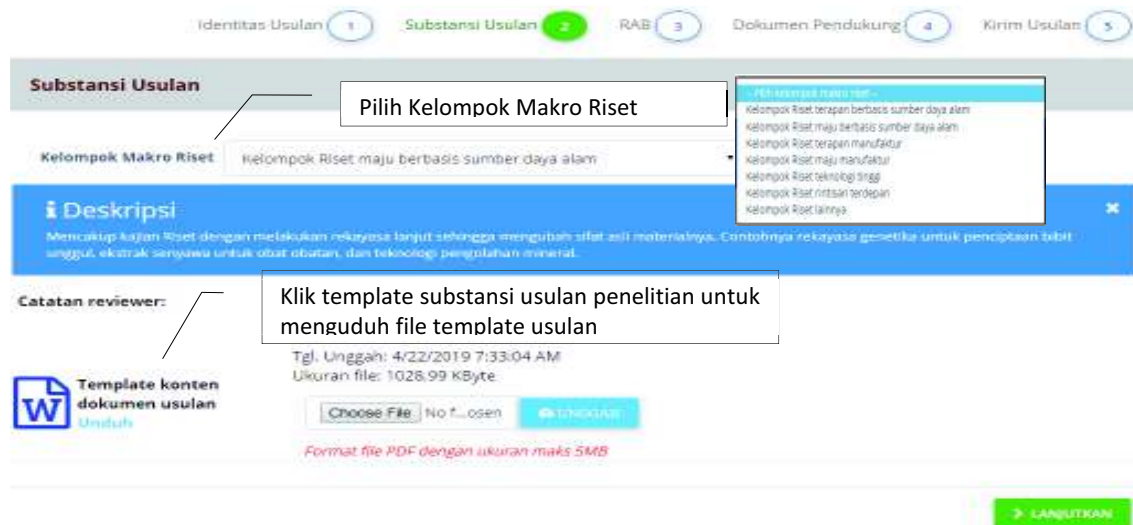 Identitas Usulan 1 Substansi Usulan 2 RAB 3 Dokumen Pendukung 4 Kirim Usulan 5
Substansi Usulan
Pilih Kelompok Makro Riset
-- Pilih kelompok makro riset --
Kelompok Riset terapan berbasis sumber daya alam
Kelompok Riset maju berbasis sumber daya alam
Kelompok Riset terapan manufaktur
Kelompok Riset maju manufaktur
Kelompok Riset teknologi tinggi
Kelompok Riset rintisan terdepan
Kelompok Riset lainnya
Kelompok Makro Riset Kelompok Riset maju berbasis sumber daya alam
Deskripsi
Mencakup kajian Riset dengan melakukan rekayasa lanjut sehingga mengubah sifat asli materialnya. Contohnya rekayasa genetika untuk penciptaan bibit
unggul, ekstrak senyawa untuk obat obatan, dan teknologi pengolahan mineral.
Klik template substansi usulan penelitian untuk
menguduh file template usulan
Catatan reviewer:
Tgl. Unggah: 4/22/2019 7:33:04 AM
Ukuran file: 1028,99 KByte
W Template konten
dokumen usulan
Unduh
Choose File No f...osen UNGGAH
Format file PDF dengan ukuran maks 5MB
> LANJUTKAN